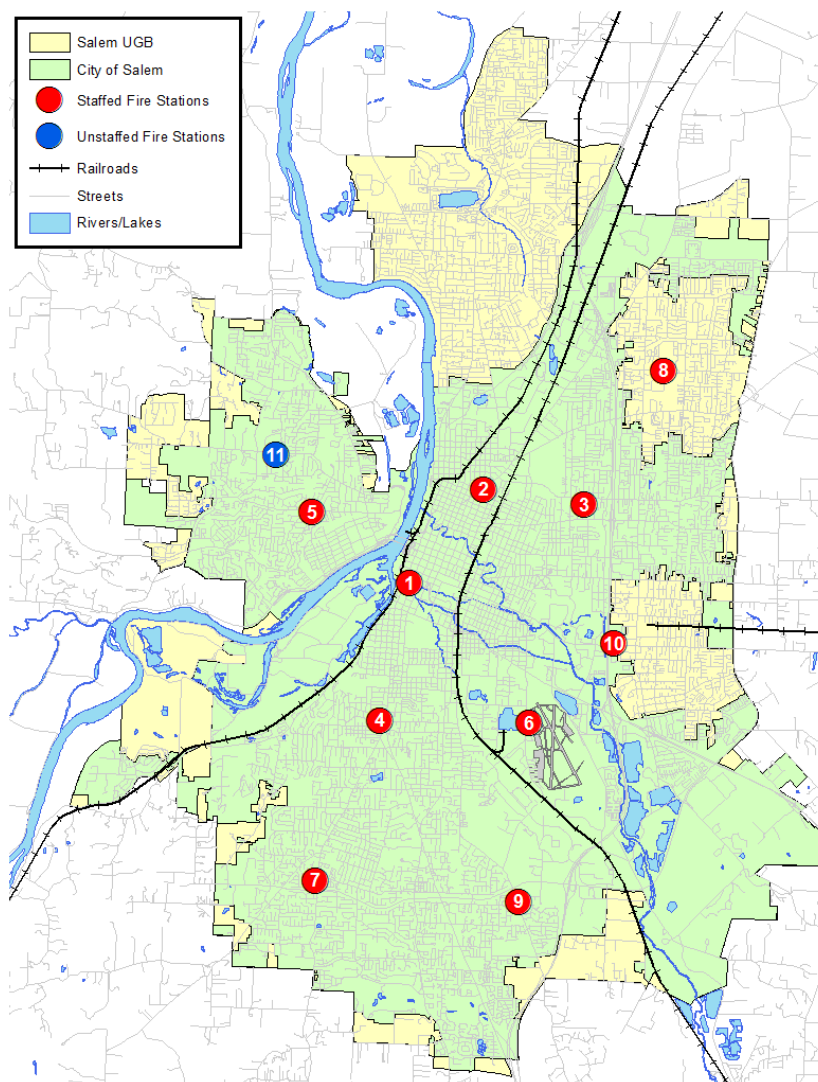 Salem UGB
City of Salem
Staffed Fire Stations
Unstaffed Fire Stations
Railroads
Streets
Rivers/Lakes
8
11
2
3
5
1
10
4
6
7
9